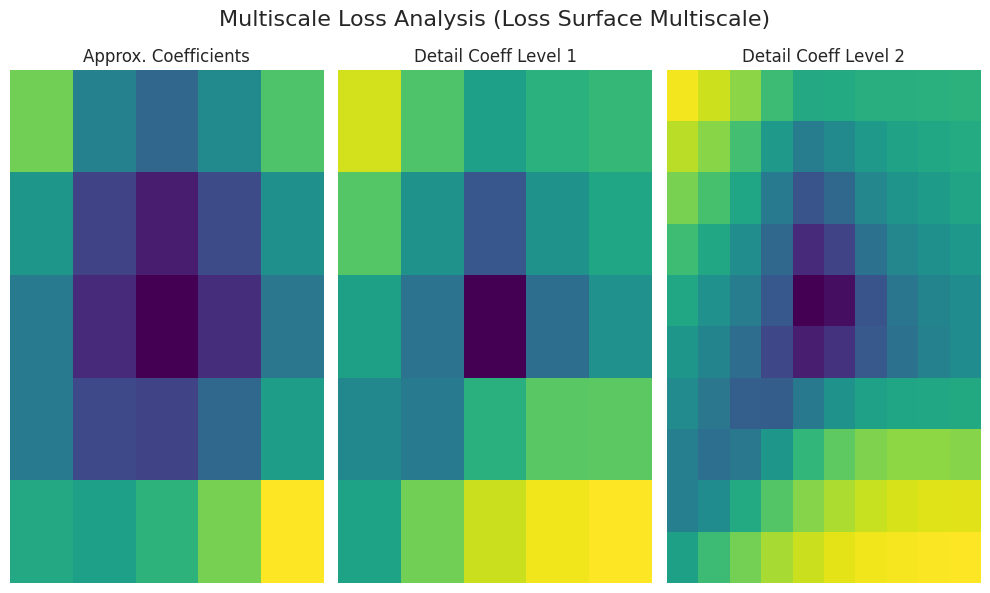 Multiscale Loss Analysis (Loss Surface Multiscale)
Approx. Coefficients
Detail Coeff Level 1
Detail Coeff Level 2